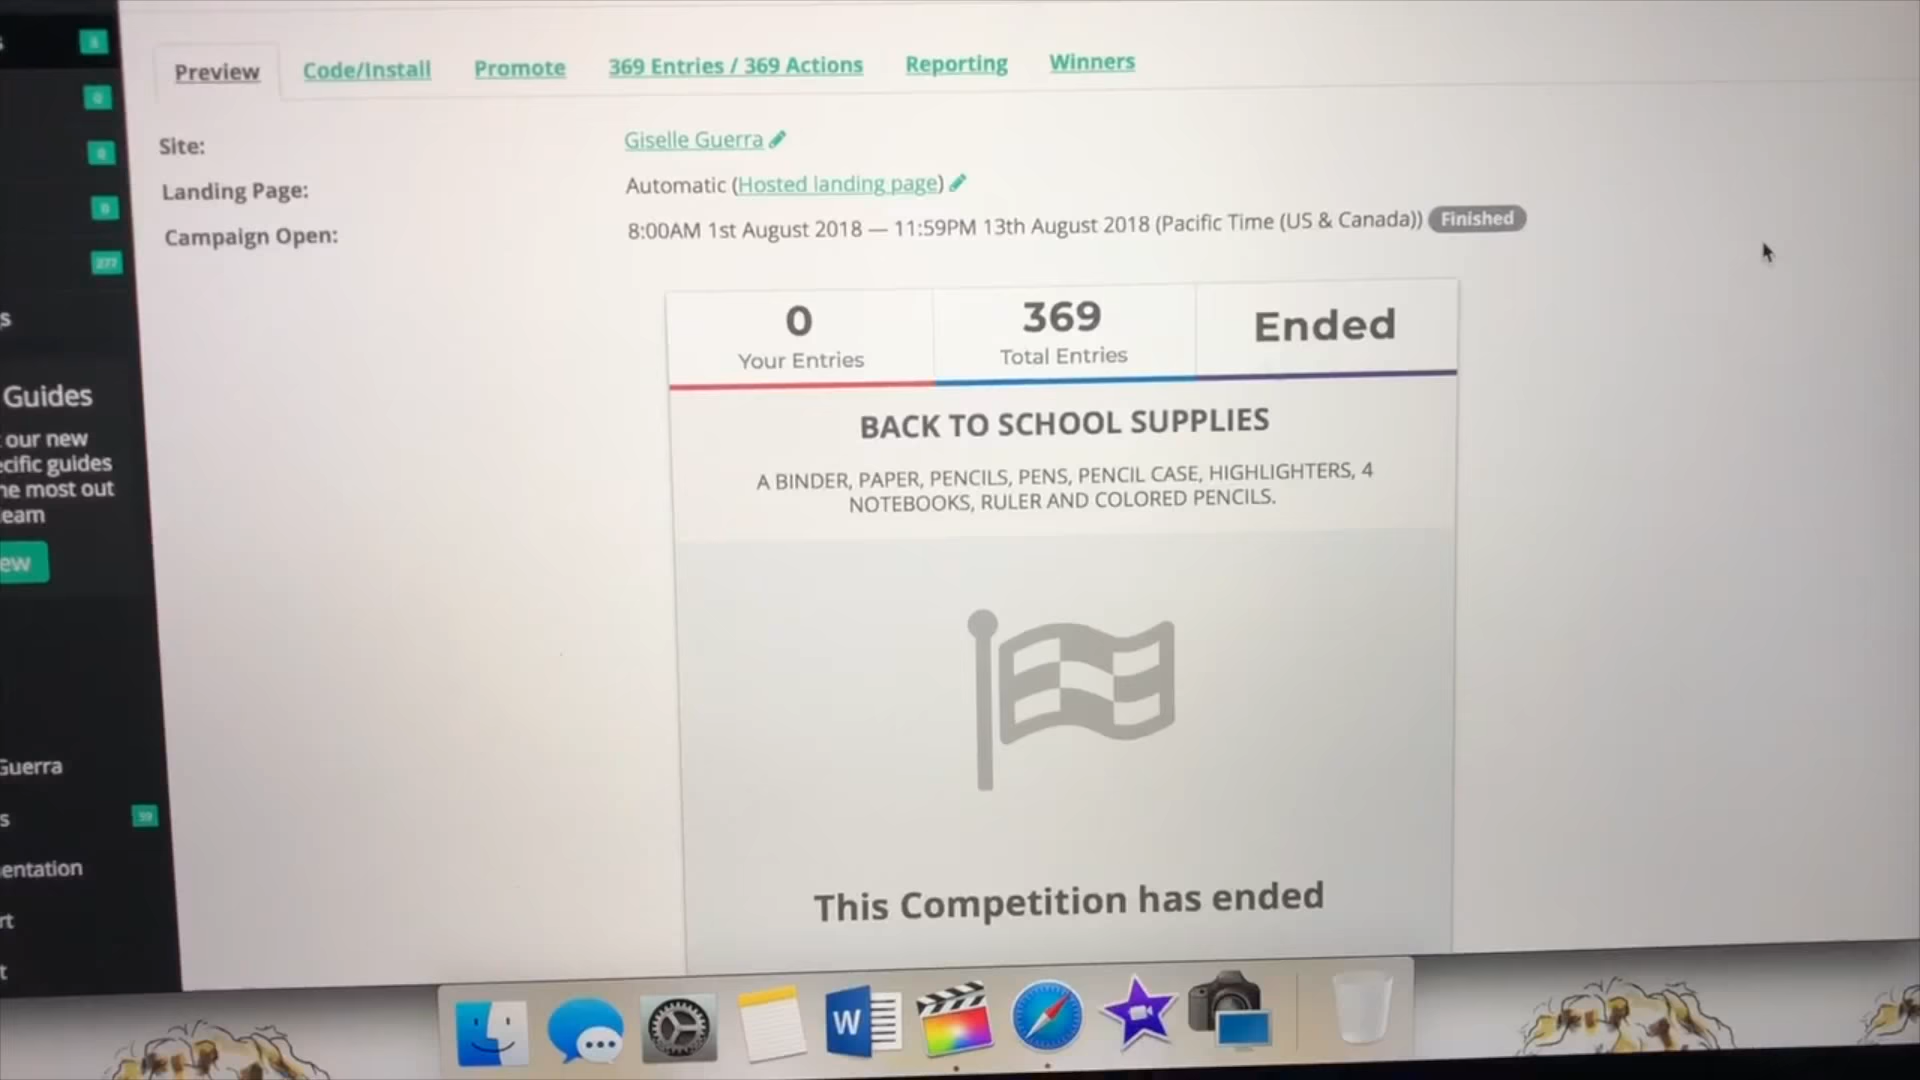 Preview Code/Install Promote 369 Entries / 369 Actions Reporting Winners
Site: Giselle Guerra
Landing Page: Automatic (Hosted landing page)
Campaign Open: 8:00AM 1st August 2018 — 11:59PM 13th August 2018 (Pacific Time (US & Canada)) Finished
277
s
Guides
our new
ecific guides
he most out
eam
ew
Guerra
s 59
entation
rt
t
0 369 Ended
Your Entries Total Entries
BACK TO SCHOOL SUPPLIES
A BINDER, PAPER, PENCILS, PENS, PENCIL CASE, HIGHLIGHTERS, 4
NOTEBOOKS, RULER AND COLORED PENCILS.
This Competition has ended
W